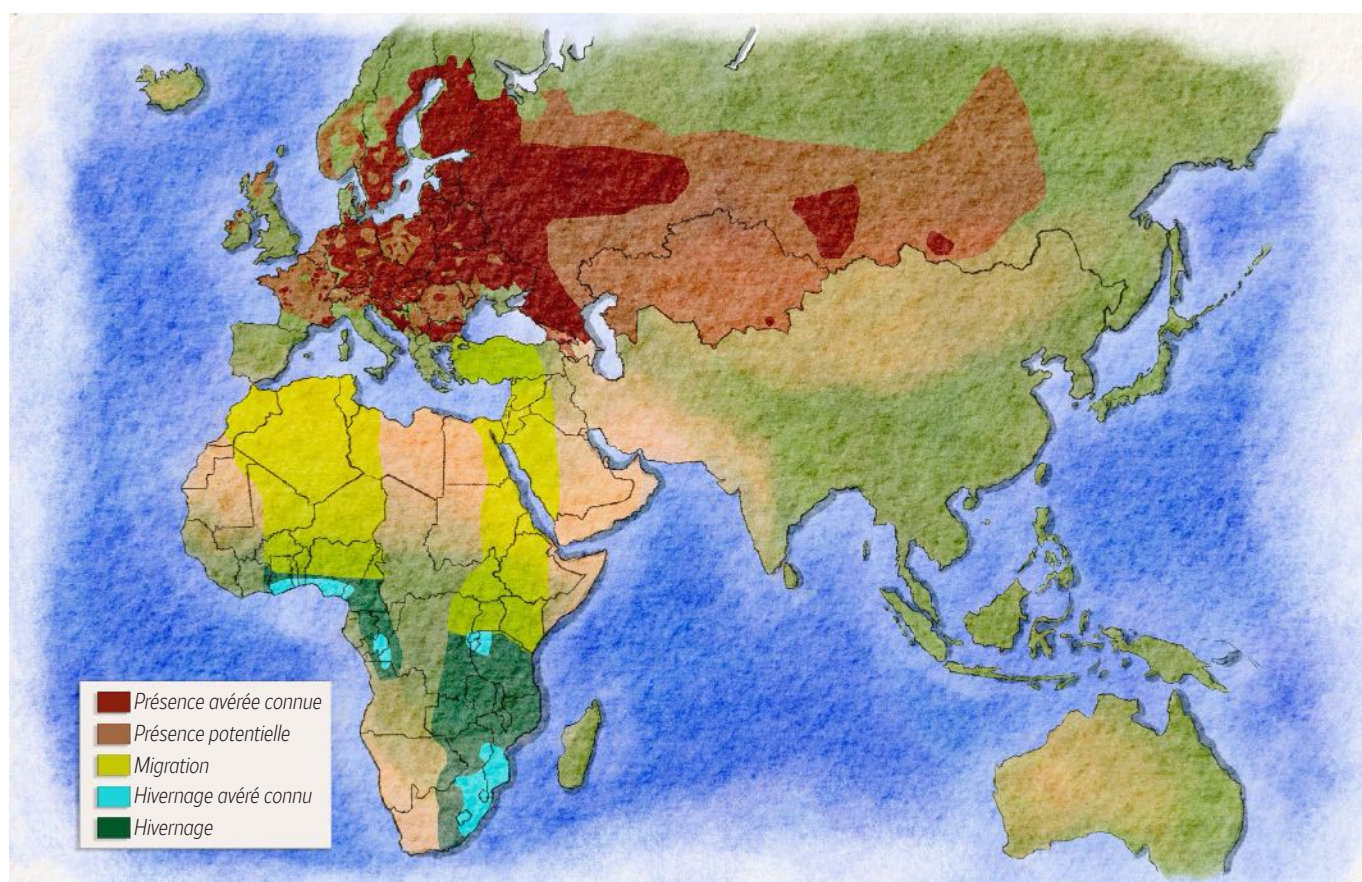 Présence avérée connue
Présence potentielle
Migration
Hivernage avéré connu
Hivernage